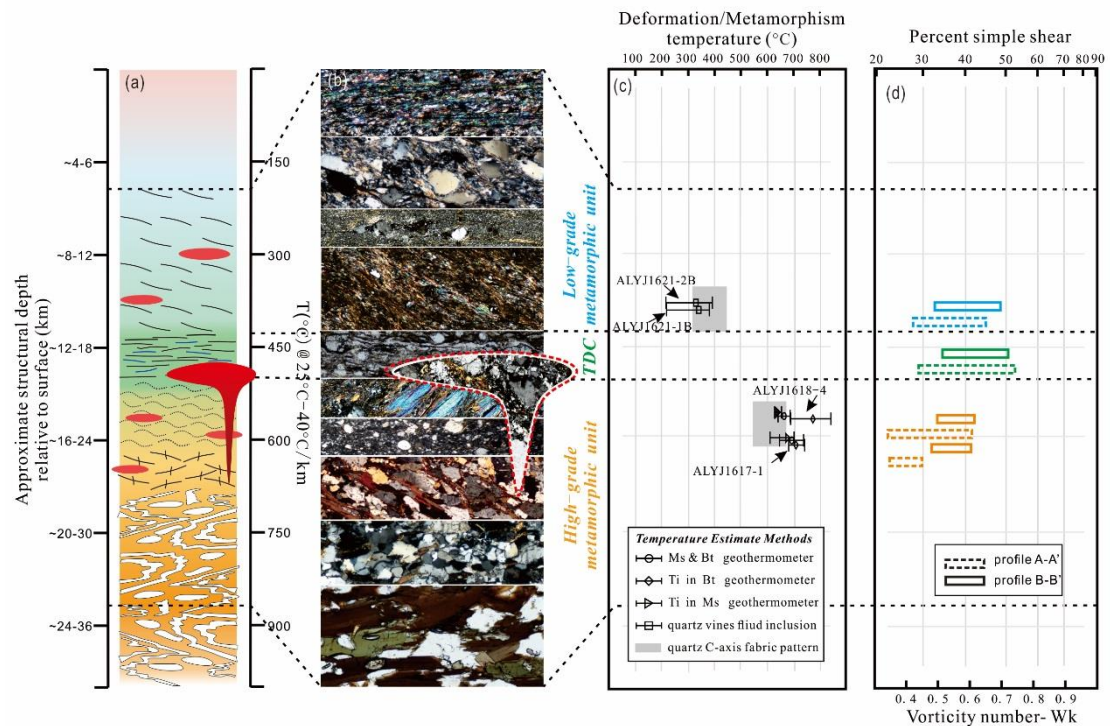 Deformation/Metamorphism
temperature (°C)
100 200 300 400 500 600 700 800
Percent simple shear
20 30 40 50 60 70 80 90
(a)
(b)
(c)
(d)
Approximate structural depth
relative to surface (km)
~4-6
~8-12
~12-18
~16-24
~20-30
~24-36
150
300
450
600
750
900
T(°C) @25°C-40°C/km
Low-grade
metamorphic unit
TDC
High-grade
metamorphic unit
ALYJ1621-2B
ALYJ1621-1B
ALYJ1618-4
ALYJ1617-1
Temperature Estimate Methods
Ms & Bt geothermometer
Ti in Bt geothermometer
Ti in Ms geothermometer
quartz vines fliud inclusion
quartz C-axis fabric pattern
profile A-A'
profile B-B'
0.4 0.5 0.6 0.7 0.8 0.9
Vorticity number- Wk